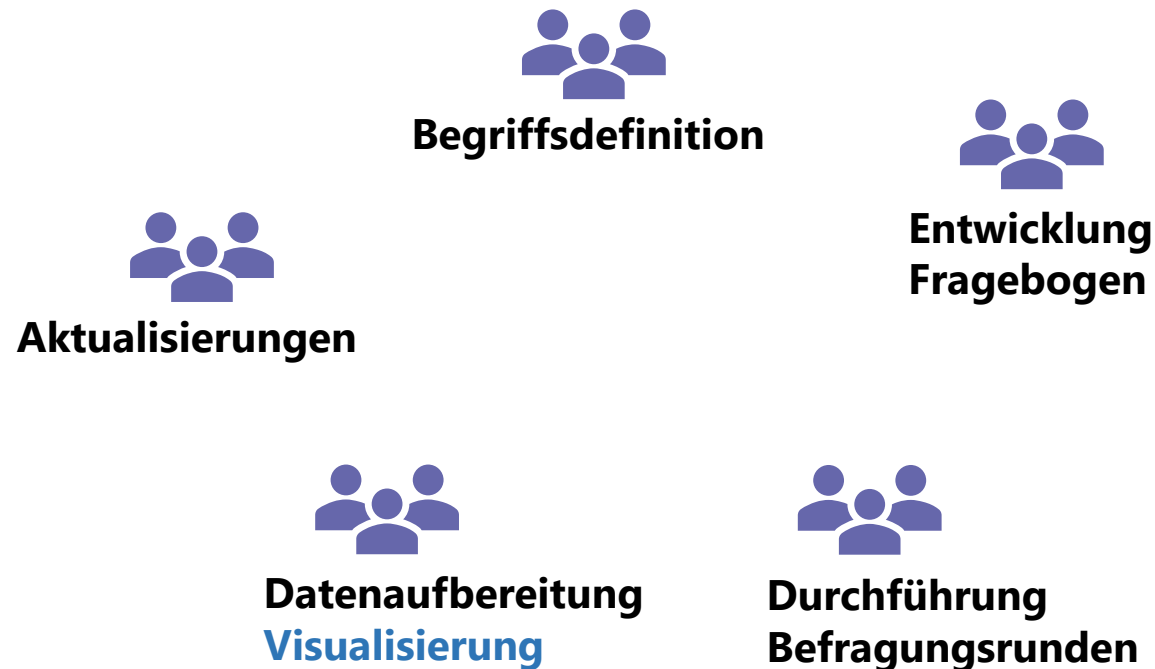 Begriffsdefinition
Entwicklung
Fragebogen
Aktualisierungen
Datenaufbereitung
Visualisierung
Durchführung
Befragungsrunden